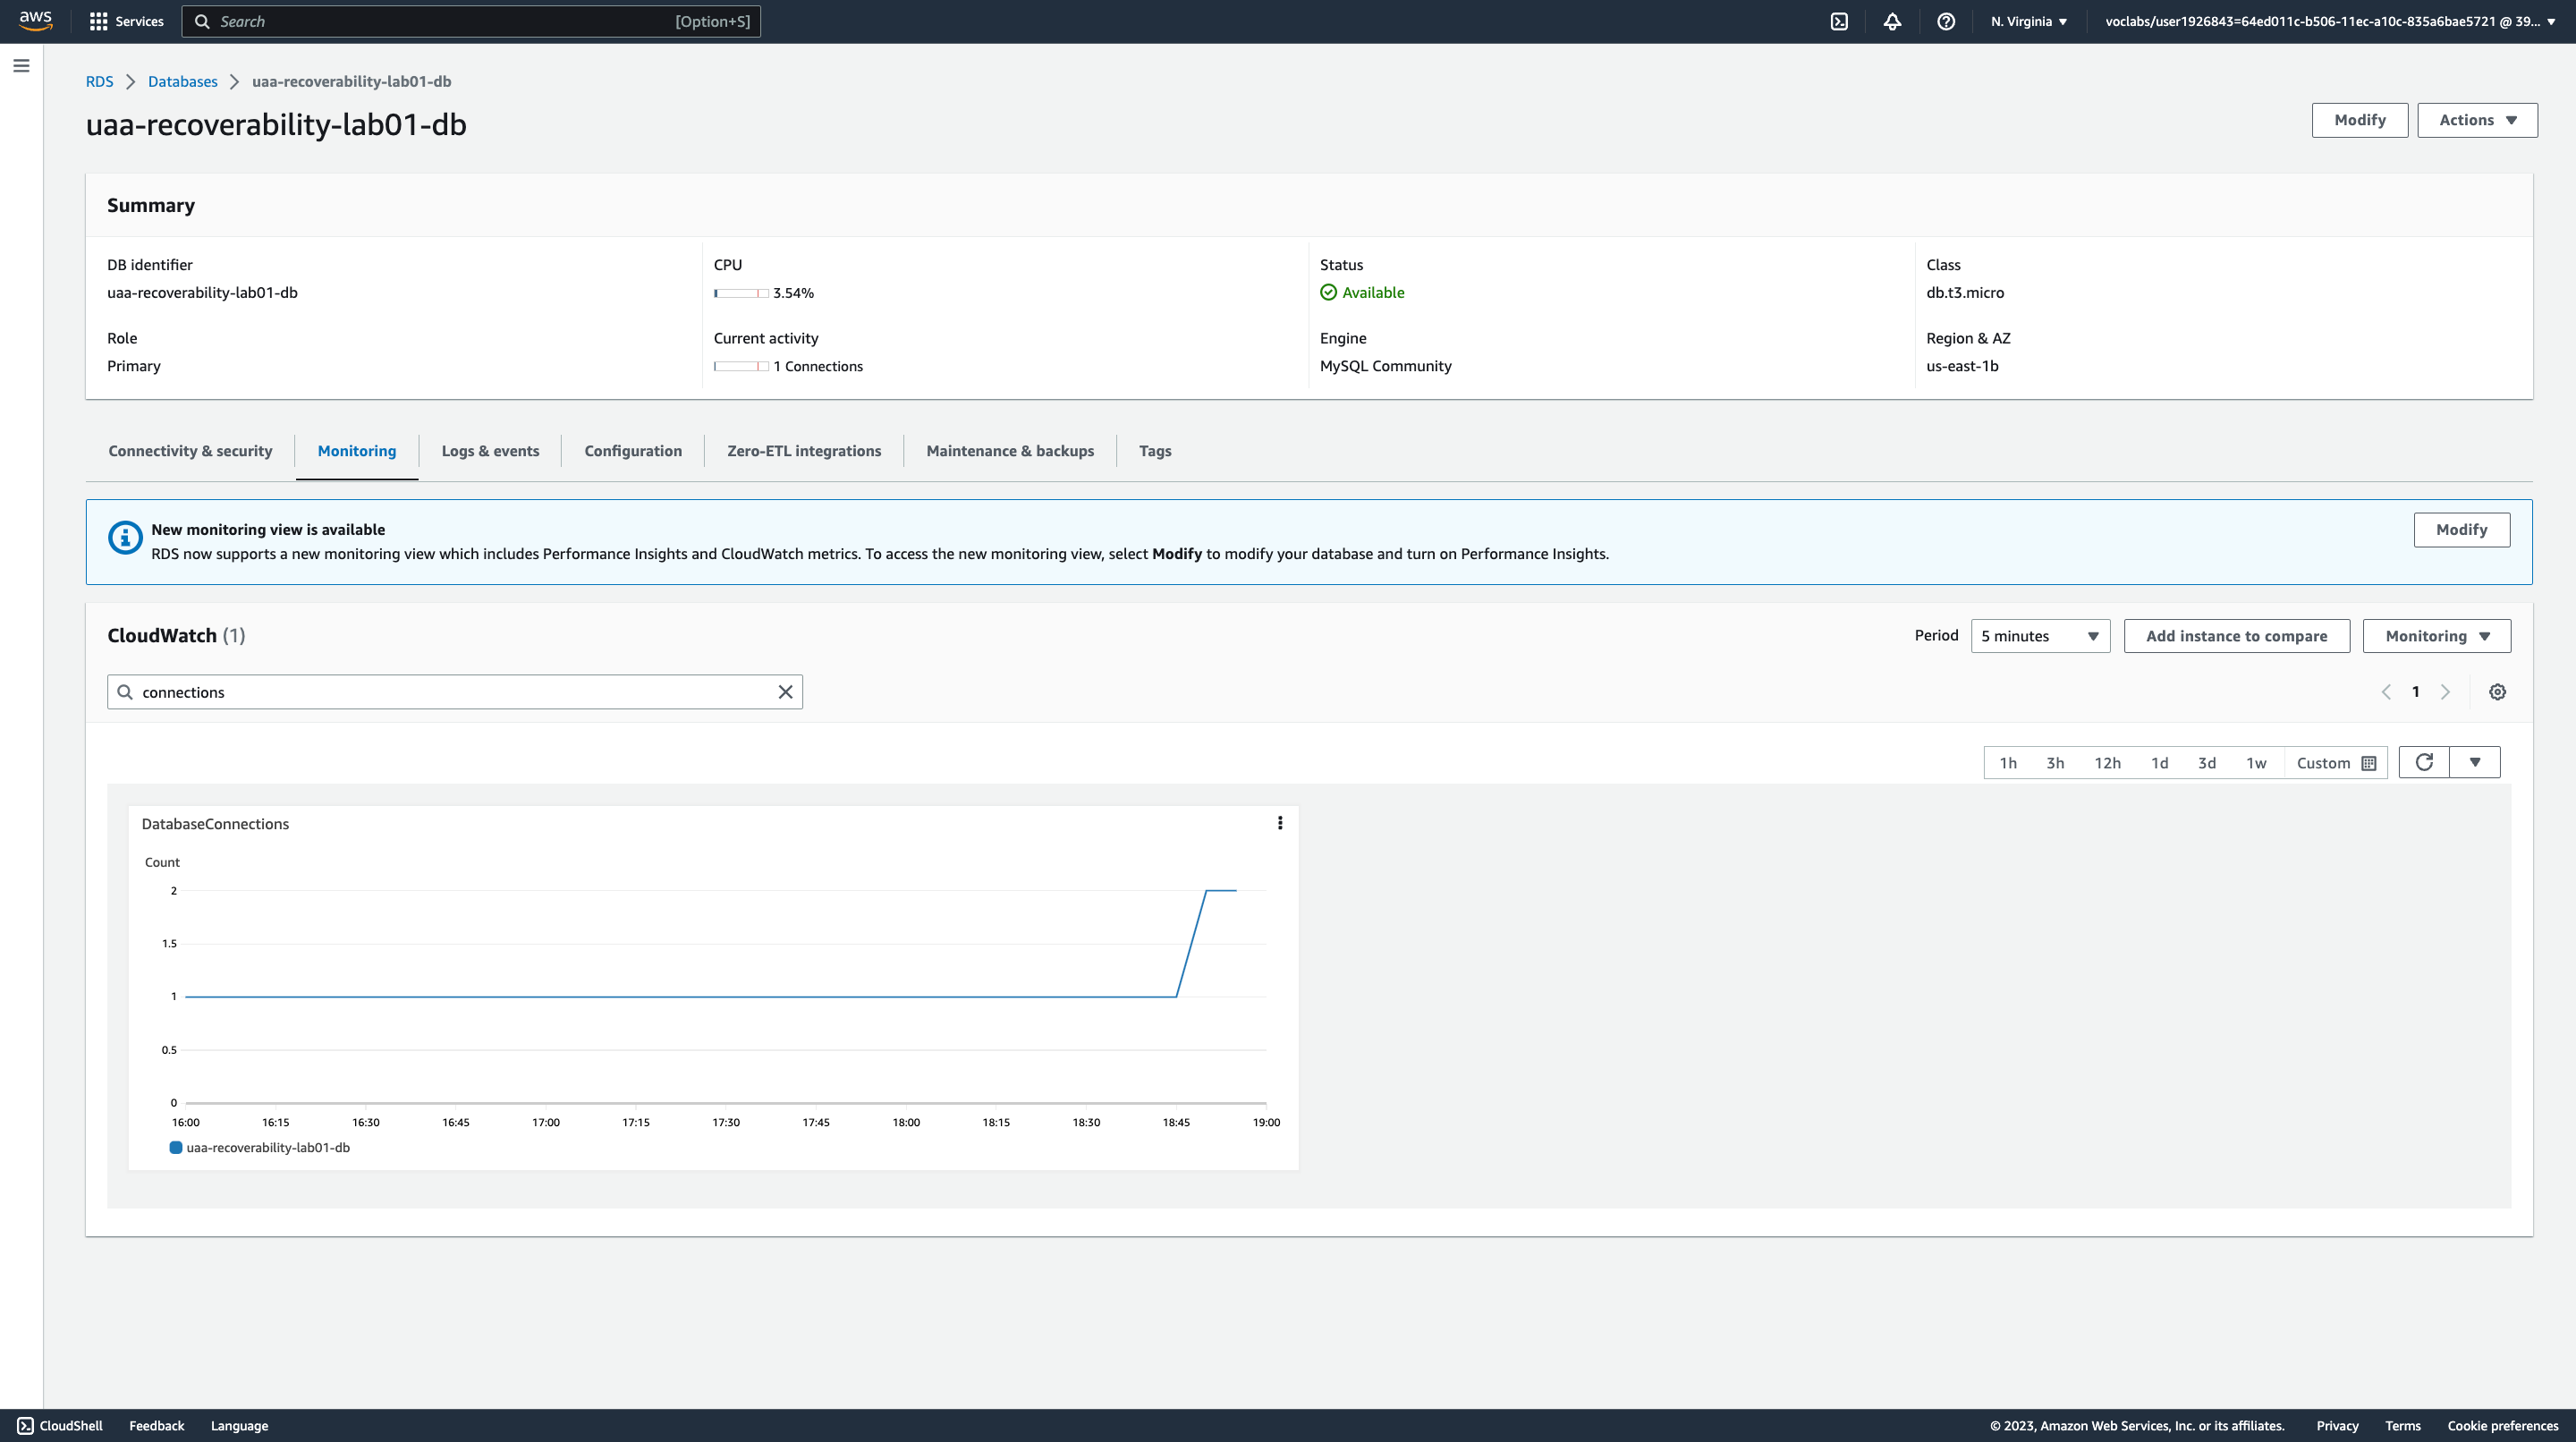 aws
Services
Search
[Option+S]
N. Virginia
voclabs/user1926843=64ed011c-b506-11ec-a10c-835a6bae5721 @ 39...
RDS
Databases
uaa-recoverability-lab01-db
uaa-recoverability-lab01-db
Modify
Actions
Summary
DB identifier
uaa-recoverability-lab01-db
CPU
3.54%
Status
Available
Class
db.t3.micro
Role
Primary
Current activity
1 Connections
Engine
MySQL Community
Region & AZ
us-east-1b
Connectivity & security
Monitoring
Logs & events
Configuration
Zero-ETL integrations
Maintenance & backups
Tags
New monitoring view is available
RDS now supports a new monitoring view which includes Performance Insights and CloudWatch metrics. To access the new monitoring view, select Modify to modify your database and turn on Performance Insights.
Modify
CloudWatch (1)
Period
5 minutes
Add instance to compare
Monitoring
connections
1
1h
3h
12h
1d
3d
1w
Custom
DatabaseConnections
Count
2
1.5
1
0.5
0
16:00
16:15
16:30
16:45
17:00
17:15
17:30
17:45
18:00
18:15
18:30
18:45
19:00
uaa-recoverability-lab01-db
CloudShell
Feedback
Language
© 2023, Amazon Web Services, Inc. or its affiliates.
Privacy
Terms
Cookie preferences